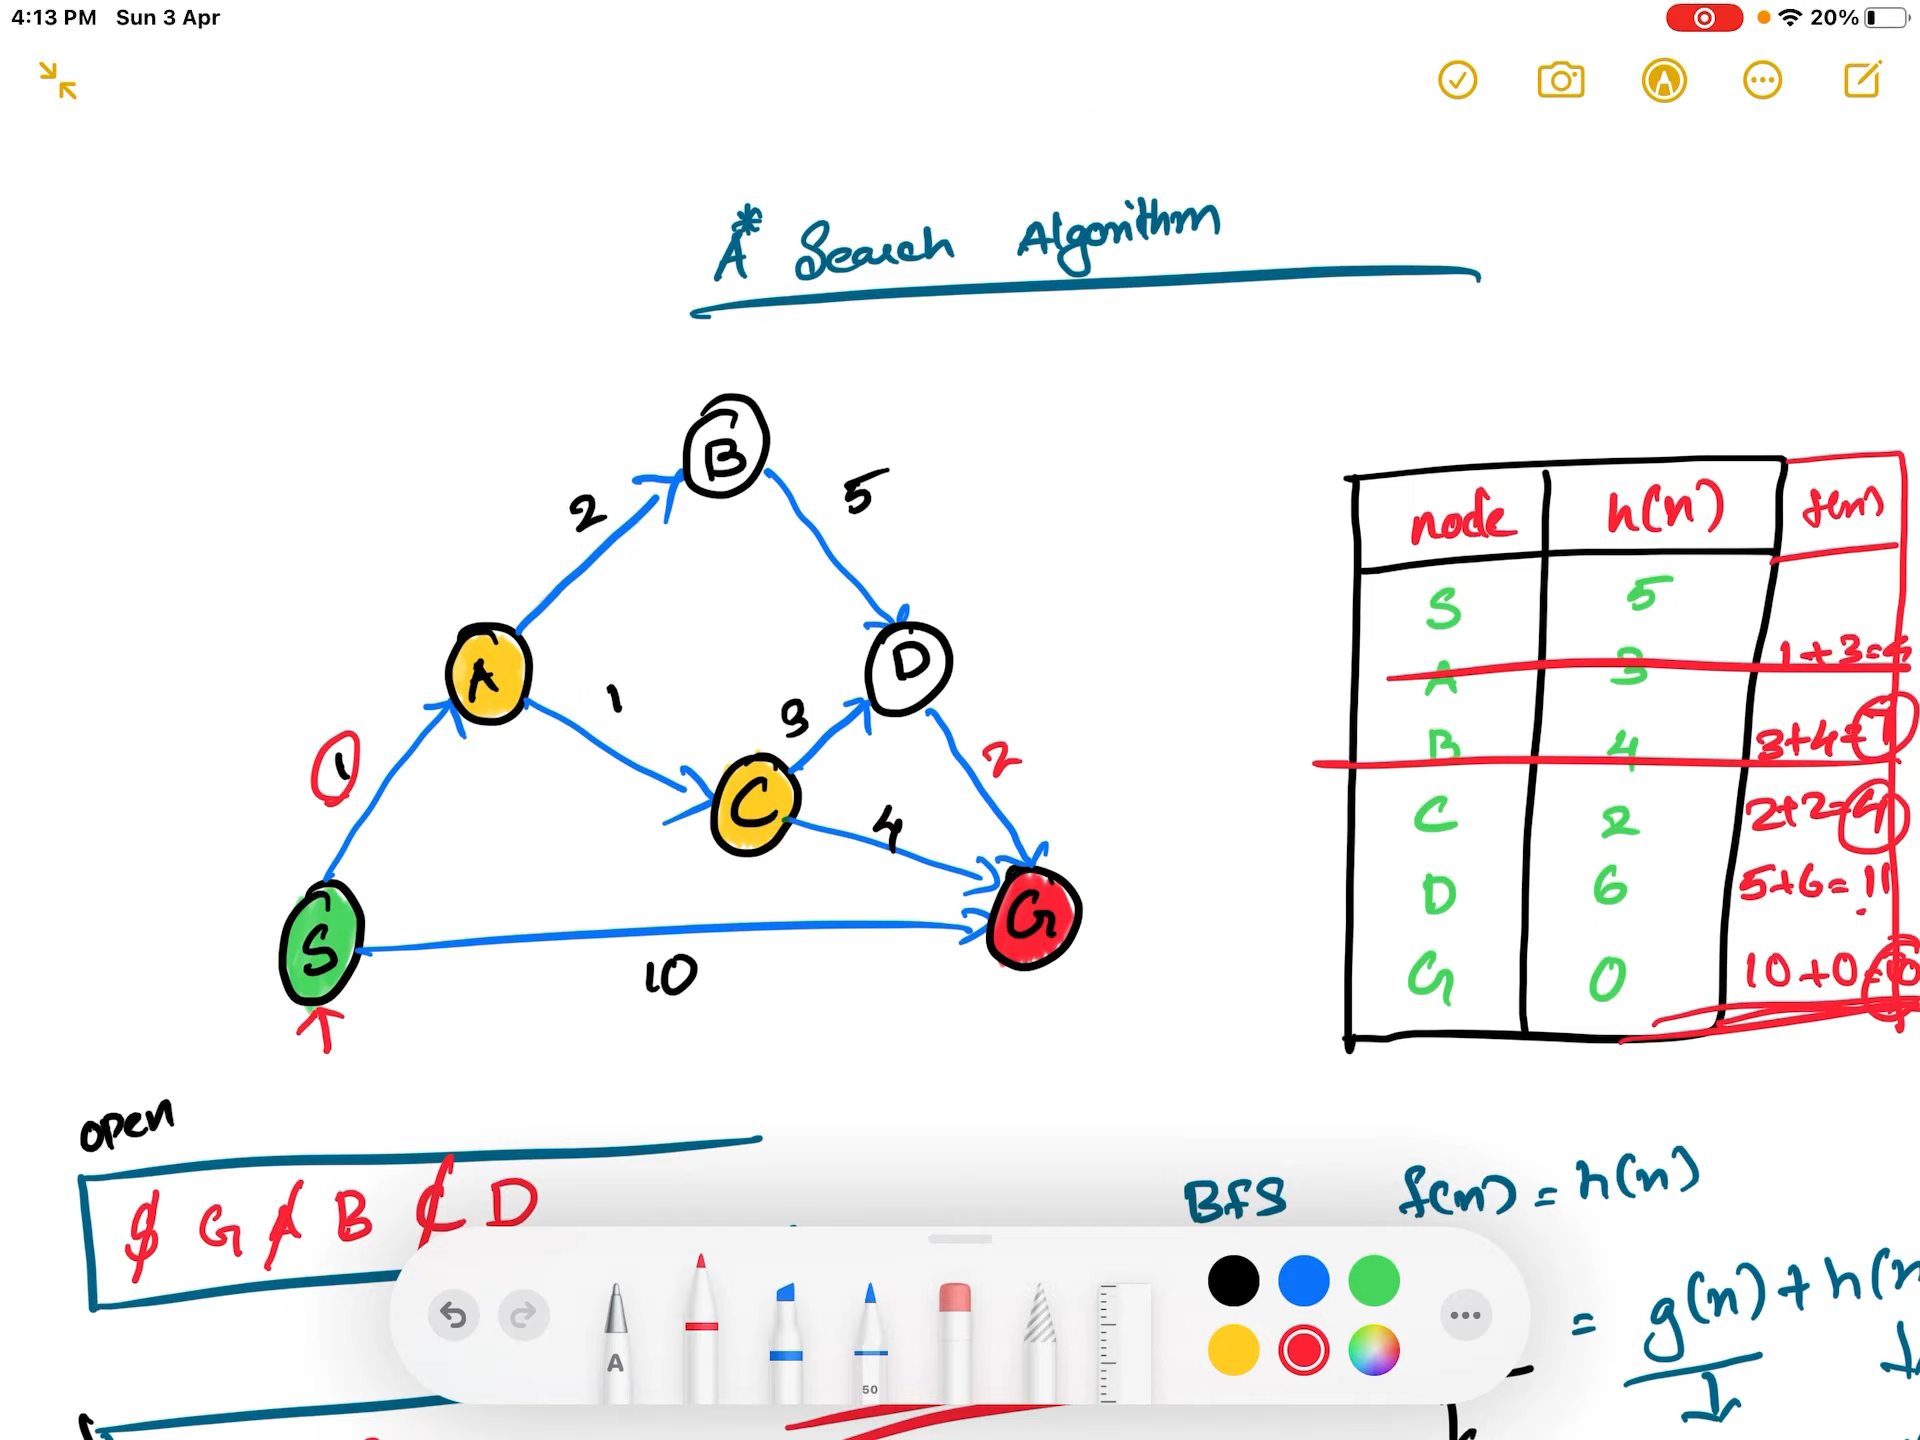 4:13 PM Sun 3 Apr
20%
A* Search Algorithm
B
2
5
A
D
1
3
1
2
C
4
G
S
10
node h(n) f(n)
S 5
A 3 1+3=4
B 4 3+4=7
C 2 2+2=4
D 6 5+6=11
G 0 10+0=10
open
S G A B C D
BfS f(n) = h(n)
= g(n) + h(n
A
50